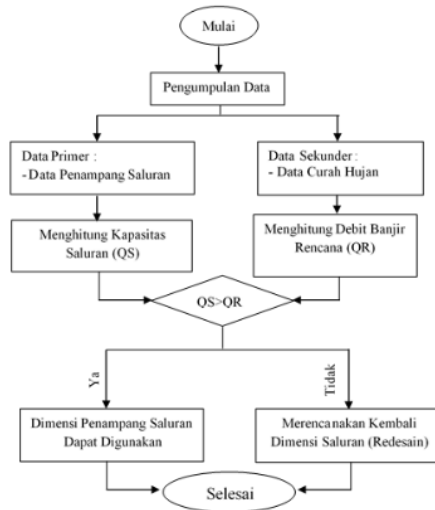 Mulai
Pengumpulan Data
Data Primer :
- Data Penampang Saluran
Data Sekunder :
- Data Curah Hujan
Menghitung Kapasitas
Saluran (QS)
Menghitung Debit Banjir
Rencana (QR)
QS>QR
Ya
Tidak
Dimensi Penampang Saluran
Dapat Digunakan
Merencanakan Kembali
Dimensi Saluran (Redesain)
Selesai